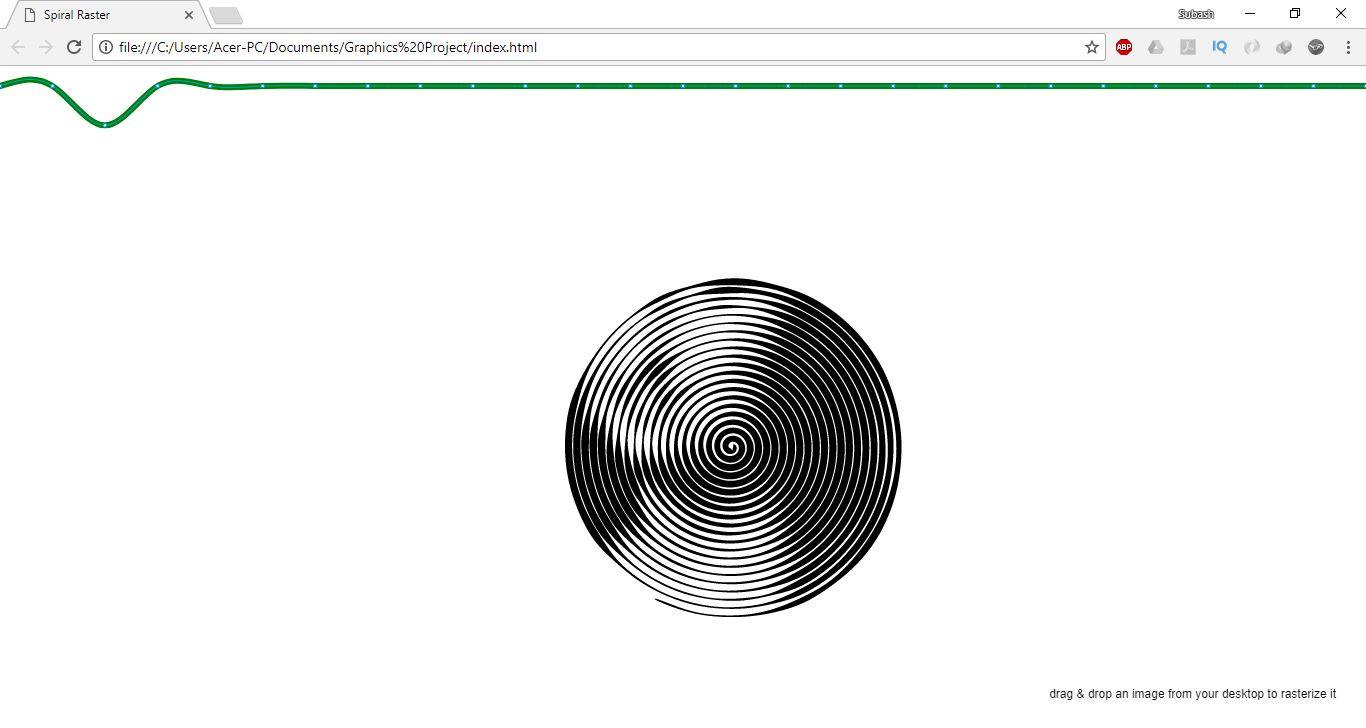 Spiral Raster
Subash
file:///C:/Users/Acer-PC/Documents/Graphics%20Project/index.html
ABP
IQ
drag & drop an image from your desktop to rasterize it